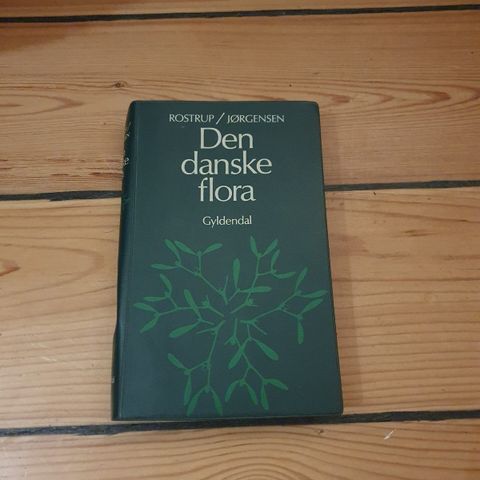 ROSTRUP/JØRGENSEN
Den
danske
flora
Gyldendal